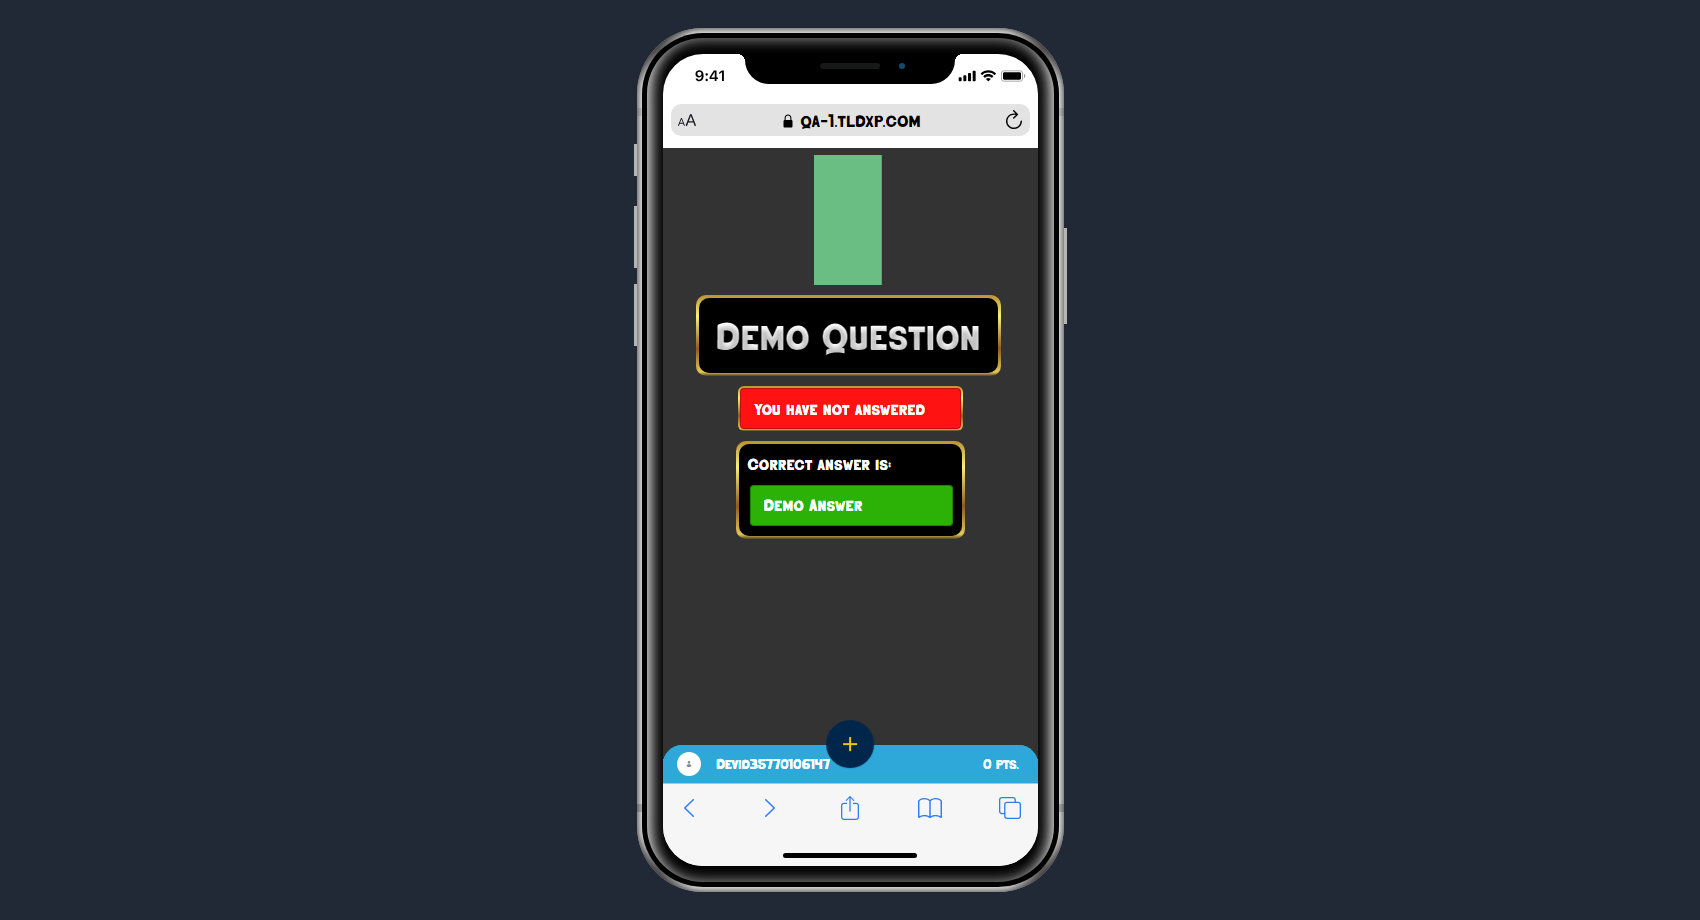 9:41
AA QA-1.TLDXP.COM
Demo Question
You have not answered
Correct answer is:
Demo Answer
+
Devid35770106147 0 pts.